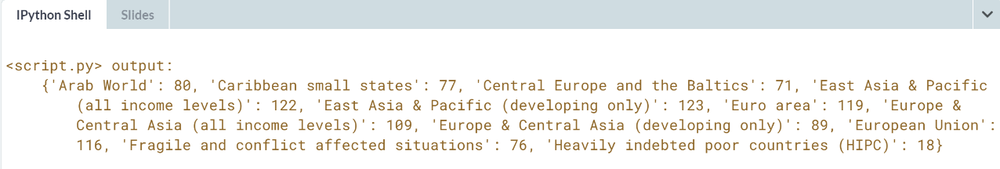 IPython Shell Slides
<script.py> output:
{'Arab World': 80, 'Caribbean small states': 77, 'Central Europe and the Baltics': 71, 'East Asia & Pacific
(all income levels)': 122, 'East Asia & Pacific (developing only)': 123, 'Euro area': 119, 'Europe &
Central Asia (all income levels)': 109, 'Europe & Central Asia (developing only)': 89, 'European Union':
116, 'Fragile and conflict affected situations': 76, 'Heavily indebted poor countries (HIPC)': 18}